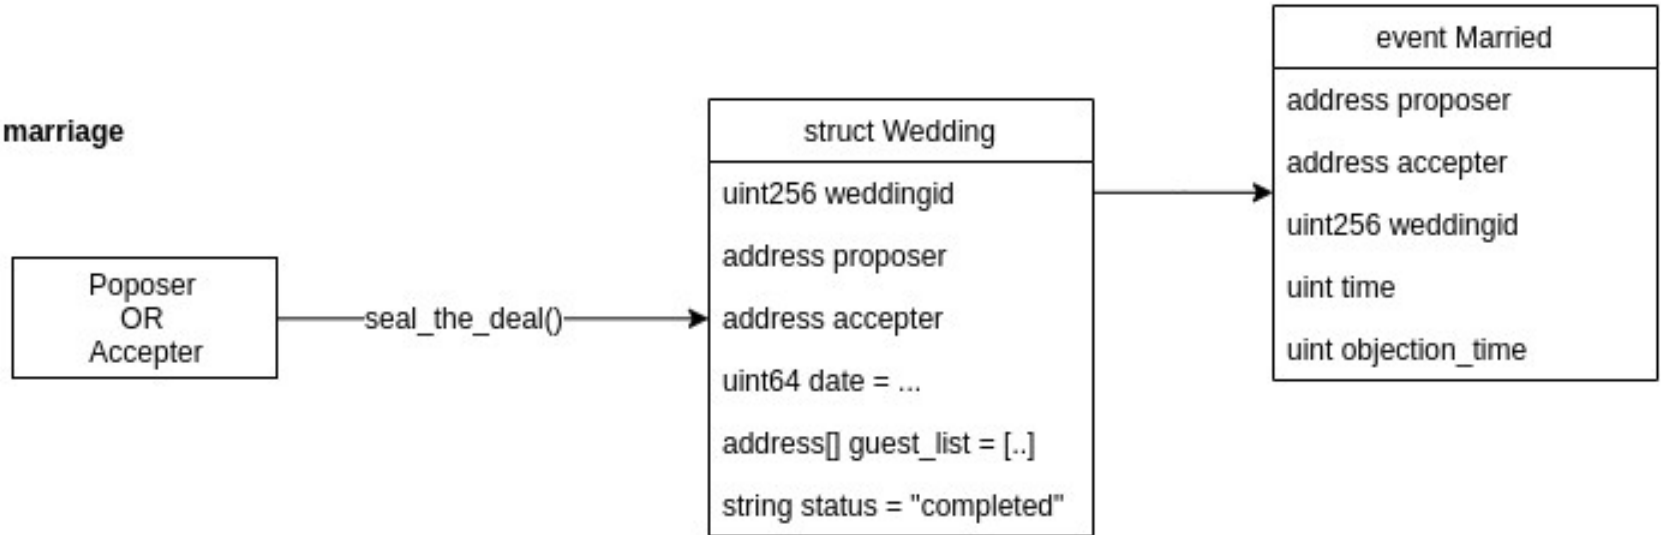 marriage
Poposer
OR
Accepter
seal_the_deal()
struct Wedding
uint256 weddingid
address proposer
address accepter
uint64 date = ...
address[] guest_list = [..]
string status = "completed"
event Married
address proposer
address accepter
uint256 weddingid
uint time
uint objection_time